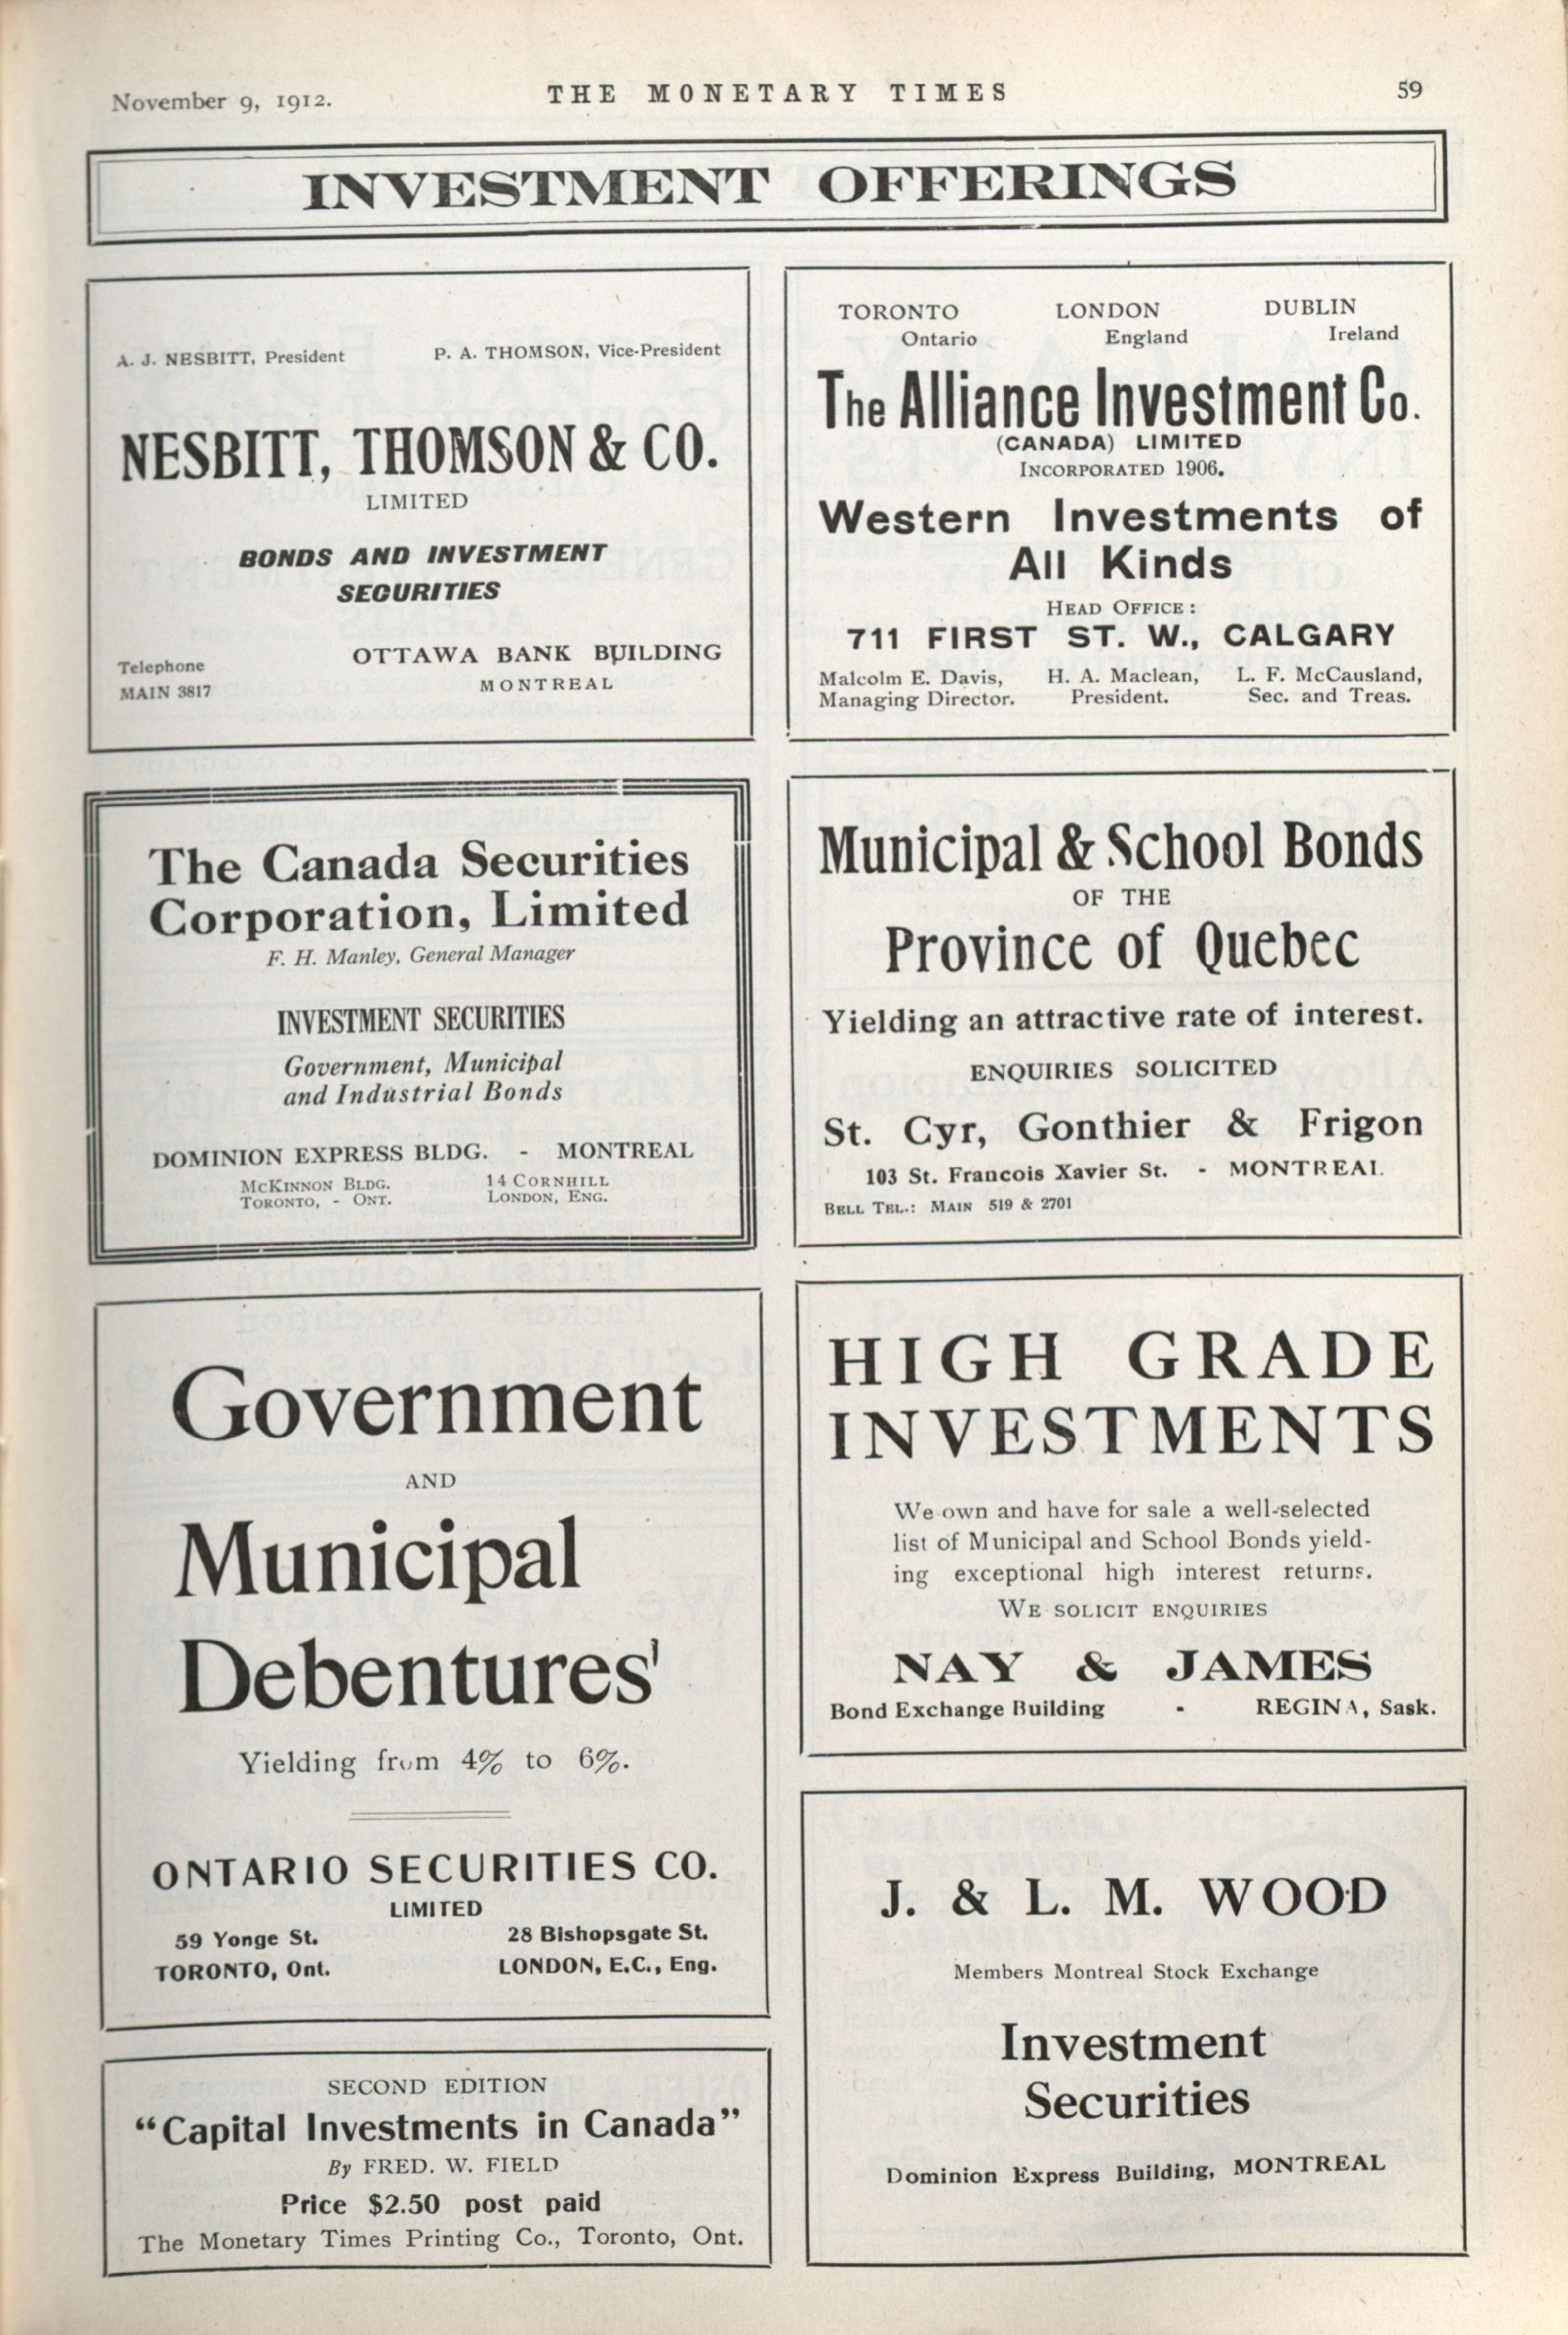 November 9, 1912.
THE MONETARY TIMES
59
INVESTMENT OFFERINGS
A. J. NESBITT, President
P. A. THOMSON, Vice-President
NESBITT, THOMSON & CO.
LIMITED
BONDS AND INVESTMENT
SECURITIES
Telephone
MAIN 3817
OTTAWA BANK BUILDING
MONTREAL
TORONTO LONDON DUBLIN
Ontario England Ireland
The Alliance Investment Co.
(CANADA) LIMITED
INCORPORATED 1906.
Western Investments of
All Kinds
HEAD OFFICE:
711 FIRST ST. W., CALGARY
Malcolm E. Davis, H. A. Maclean, L. F. McCausland,
Managing Director. President. Sec. and Treas.
The Canada Securities
Corporation, Limited
F. H. Manley, General Manager
INVESTMENT SECURITIES
Government, Municipal
and Industrial Bonds
DOMINION EXPRESS BLDG. - MONTREAL
MCKINNON BLDG. 14 CORNHILL
TORONTO, - ONT. LONDON, ENG.
Municipal & School Bonds
OF THE
Province of Quebec
Yielding an attractive rate of interest.
ENQUIRIES SOLICITED
St. Cyr, Gonthier & Frigon
103 St. Francois Xavier St. - MONTREAL
BELL TEL.: MAIN 519 & 2701
Government
AND
Municipal
Debentures
Yielding from 4% to 6%.
ONTARIO SECURITIES CO.
LIMITED
59 Yonge St. 28 Bishopsgate St.
TORONTO, Ont. LONDON, E.C., Eng.
HIGH GRADE
INVESTMENTS
We own and have for sale a well-selected
list of Municipal and School Bonds yield-
ing exceptional high interest returns.
WE SOLICIT ENQUIRIES
NAY & JAMES
Bond Exchange Building - REGINA, Sask.
SECOND EDITION
"Capital Investments in Canada"
By FRED. W. FIELD
Price $2.50 post paid
The Monetary Times Printing Co., Toronto, Ont.
J. & L. M. WOOD
Members Montreal Stock Exchange
Investment
Securities
Dominion Express Building, MONTREAL